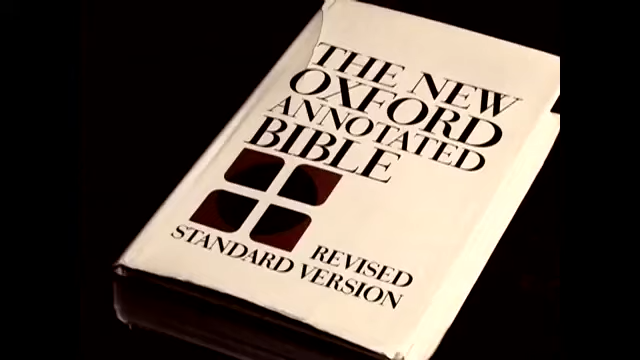 THE NEW
OXFORD
ANNOTATED
BIBLE
REVISED
STANDARD VERSION